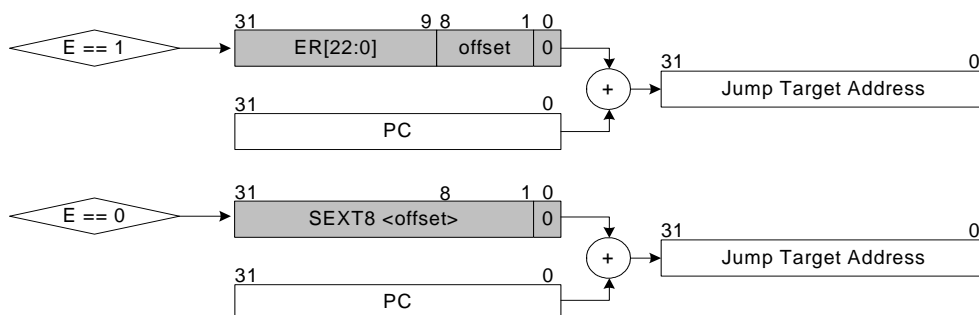 31 9 8 1 0
E == 1 ER[22:0] offset 0
31 0
+ Jump Target Address
31 0
PC
31 8 1 0
E == 0 SEXT8 <offset> 0
31 0
+ Jump Target Address
31 0
PC